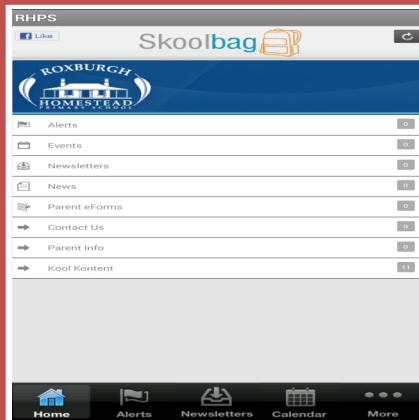 RHPS
Like
Skoolbag
ROXBURGH
HOMESTEAD
PRIMARY SCHOOL
Alerts 0
Events 0
Newsletters 0
News 0
Parent eForms 0
Contact Us 0
Parent Info 0
Kool Kontent 11
Home Alerts Newsletters Calendar More